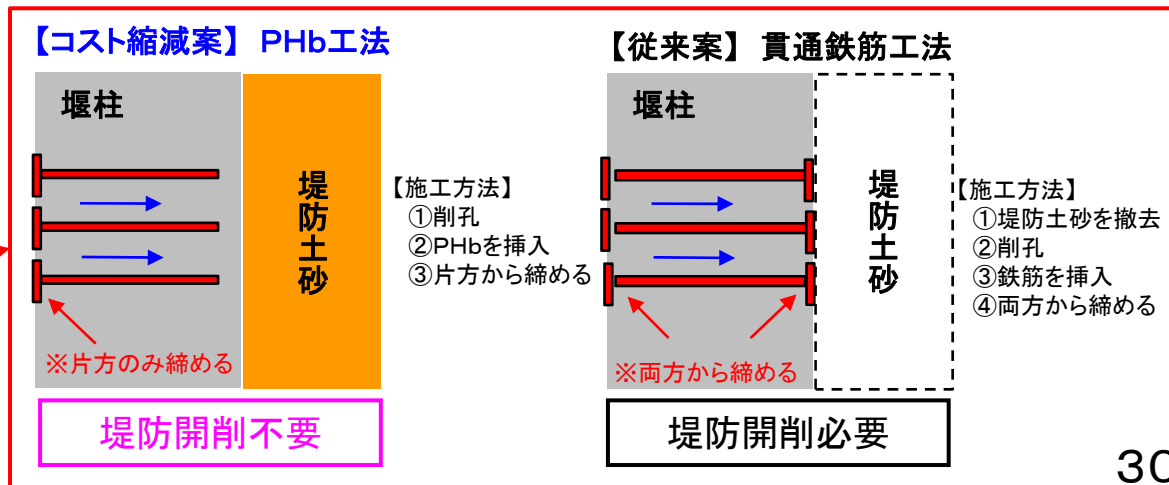 【コスト縮減案】 PHb工法
堰柱
堤防土砂
【施工方法】
①削孔
②PHbを挿入
③片方から締める
※片方のみ締める
堤防開削不要
【従来案】 貫通鉄筋工法
堰柱
堤防土砂
【施工方法】
①堤防土砂を撤去
②削孔
③鉄筋を挿入
④両方から締める
※両方から締める
堤防開削必要
30